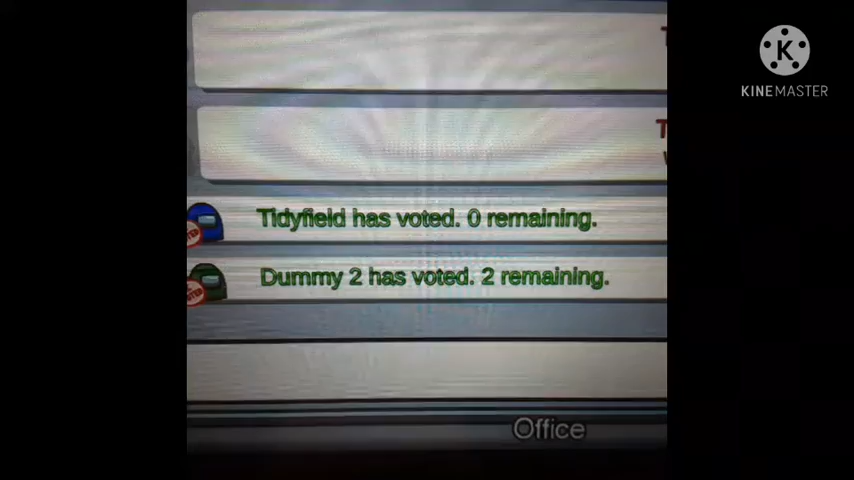 KINEMASTER
Tidyfield has voted. 0 remaining.
Dummy 2 has voted. 2 remaining.
Office